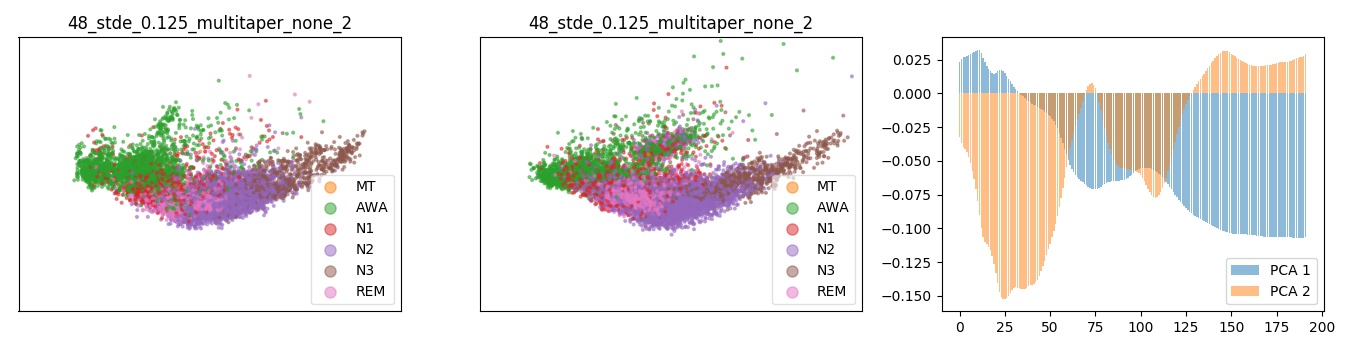 48_stde_0.125_multitaper_none_2
MT
AWA
N1
N2
N3
REM
48_stde_0.125_multitaper_none_2
MT
AWA
N1
N2
N3
REM
0.025
0.000
−0.025
−0.050
−0.075
−0.100
−0.125
−0.150
PCA 1
PCA 2
0
25
50
75
100
125
150
175
200